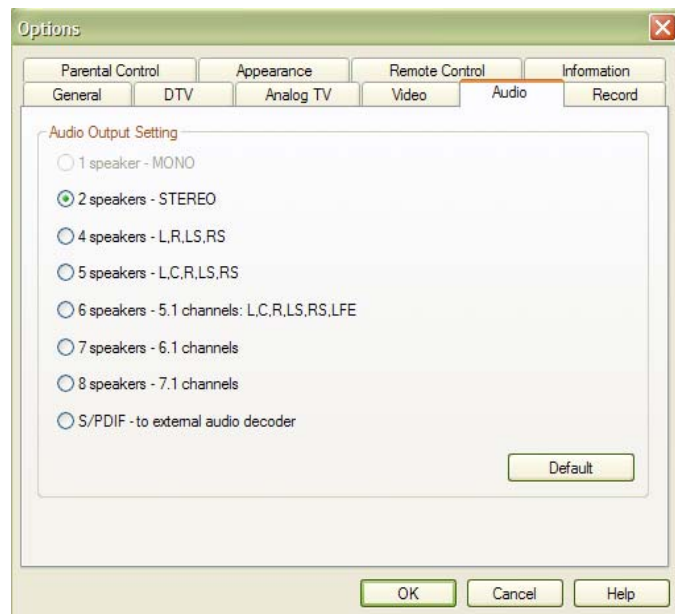 Options
Parental Control Appearance Remote Control Information
General DTV Analog TV Video Audio Record
Audio Output Setting
1 speaker - MONO
2 speakers - STEREO
4 speakers - L,R,LS,RS
5 speakers - L,C,R,LS,RS
6 speakers - 5.1 channels: L,C,R,LS,RS,LFE
7 speakers - 6.1 channels
8 speakers - 7.1 channels
S/PDIF - to external audio decoder
Default
OK Cancel Help